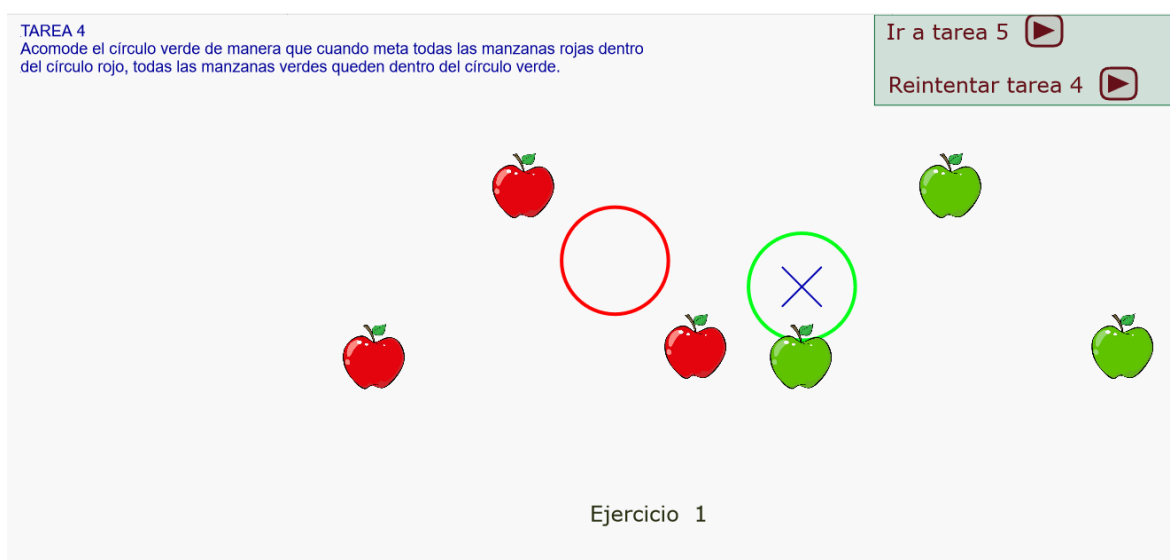 TAREA 4
Acomode el círculo verde de manera que cuando meta todas las manzanas rojas dentro
del círculo rojo, todas las manzanas verdes queden dentro del círculo verde.
Ir a tarea 5
Reintentar tarea 4
Ejercicio 1